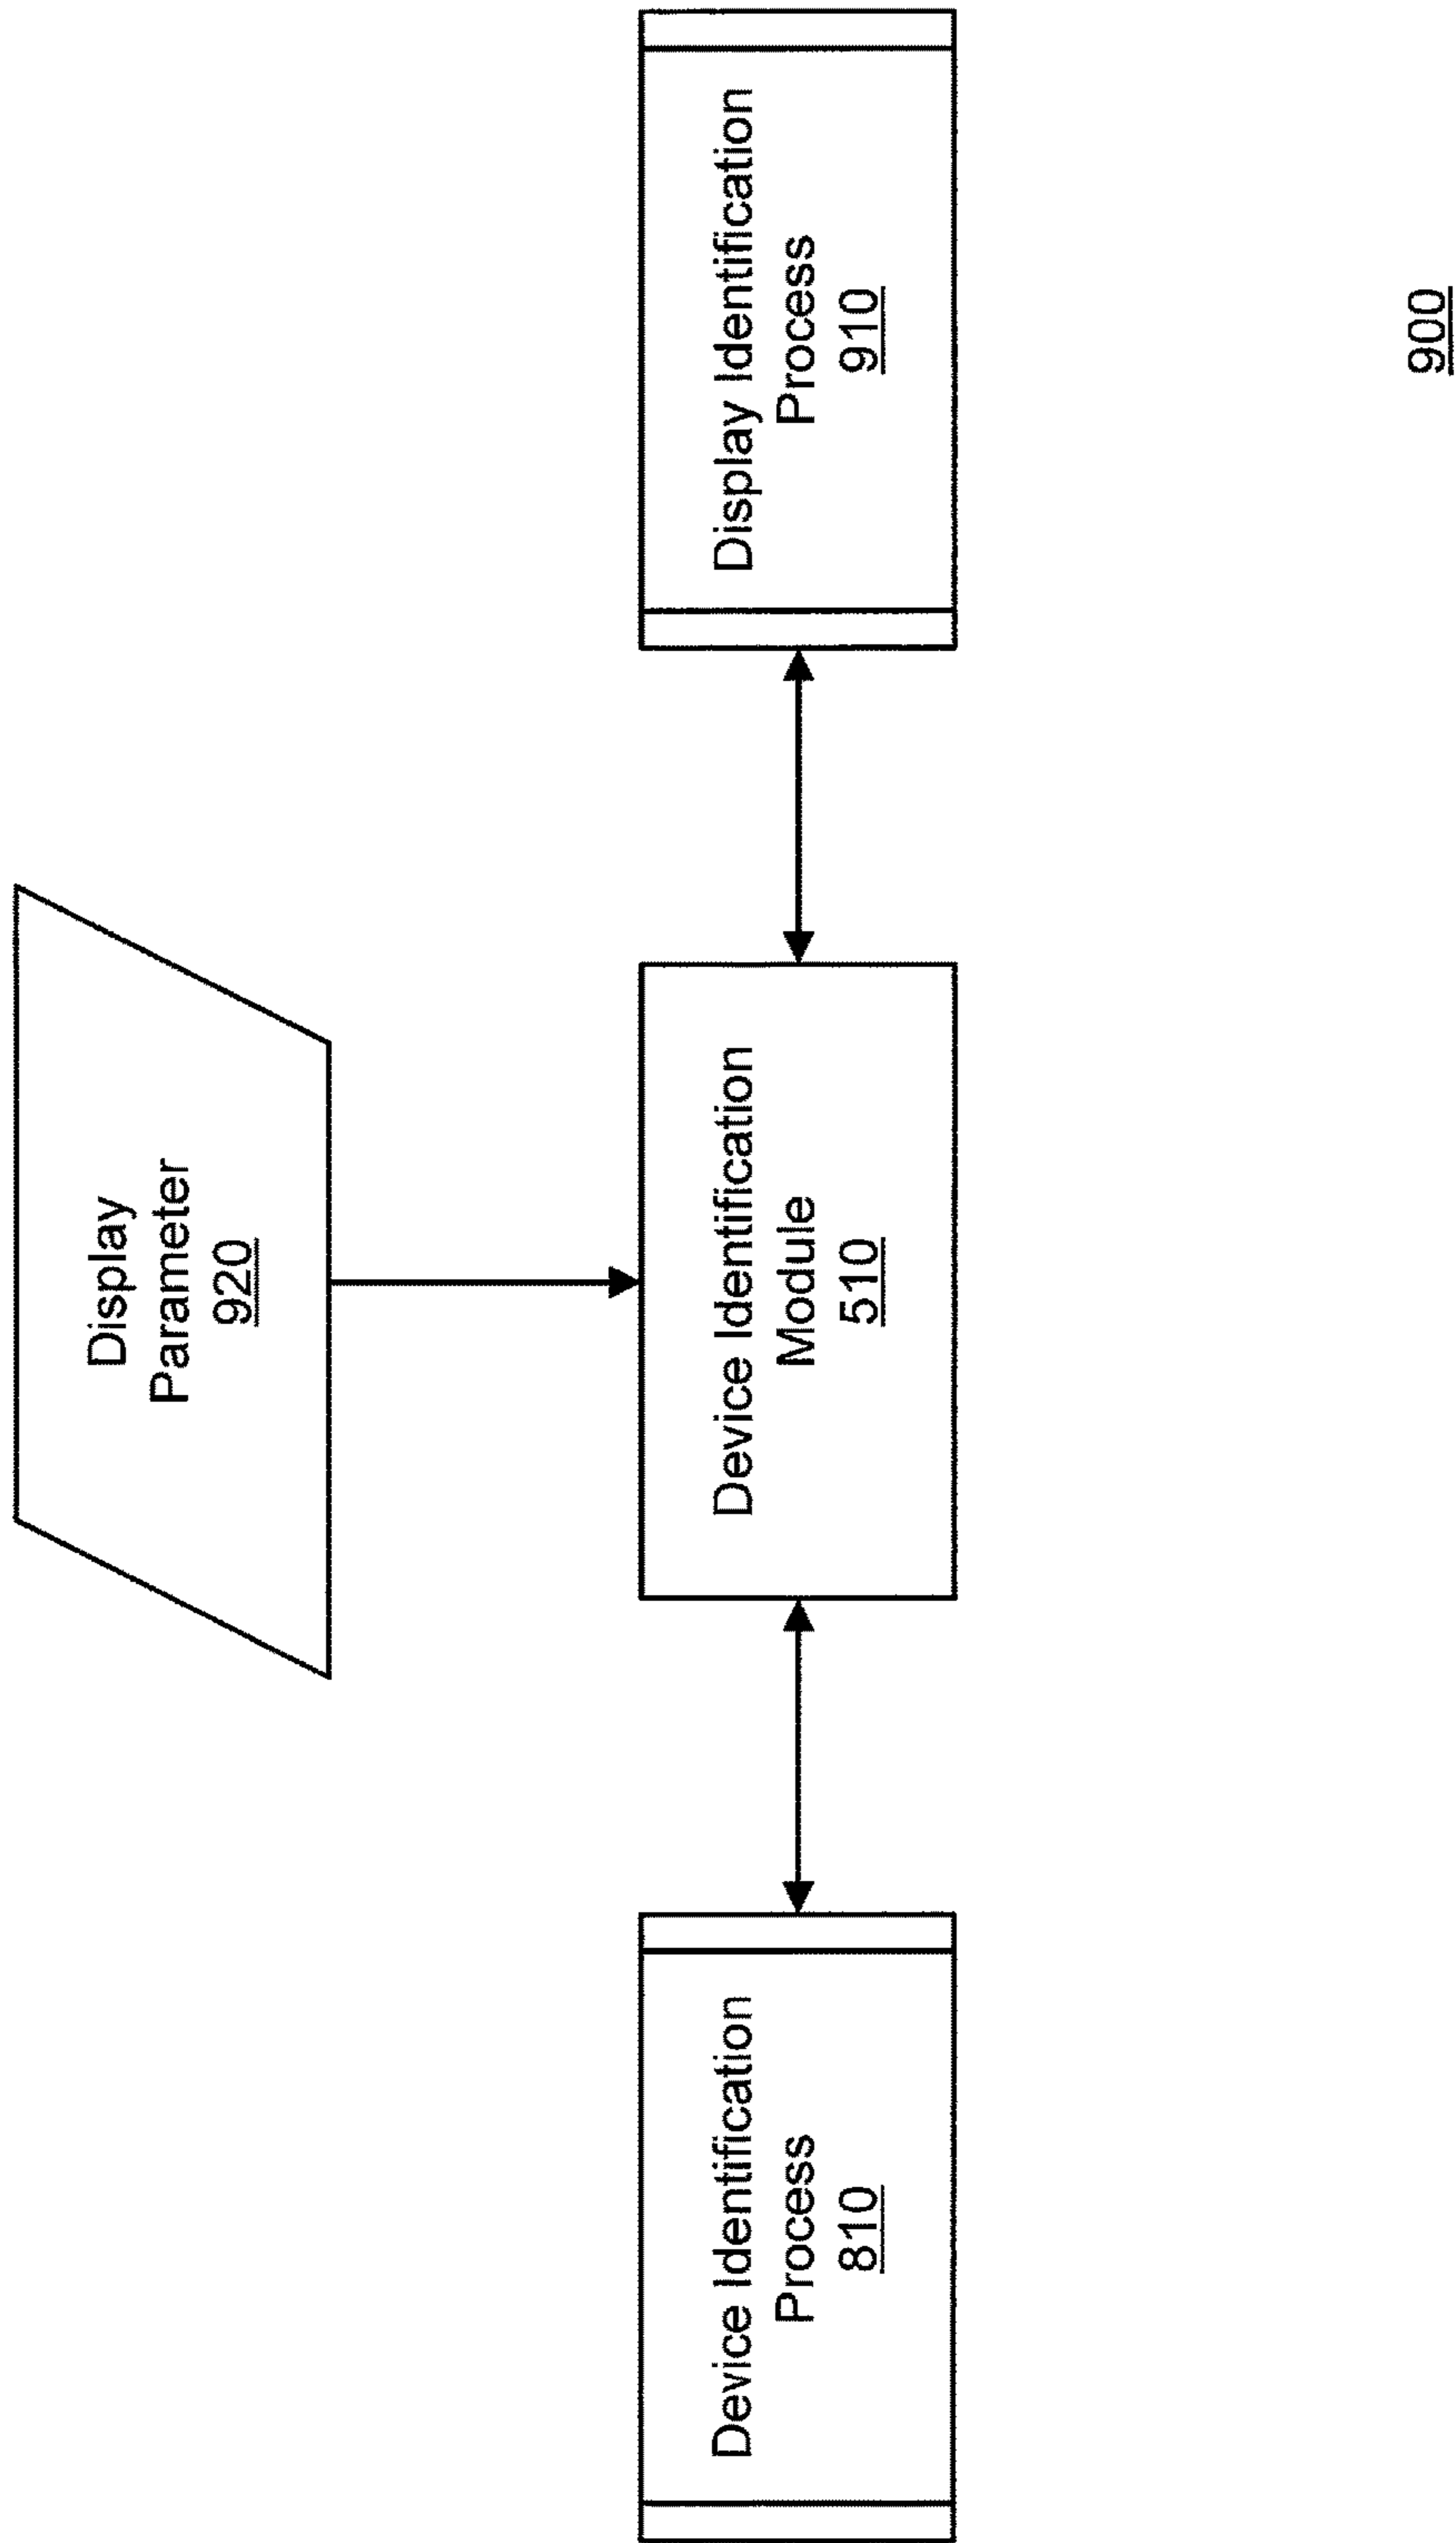 Display
Parameter
920
Device Identification
Process
810
Device Identification
Module
510
Display Identification
Process
910
900